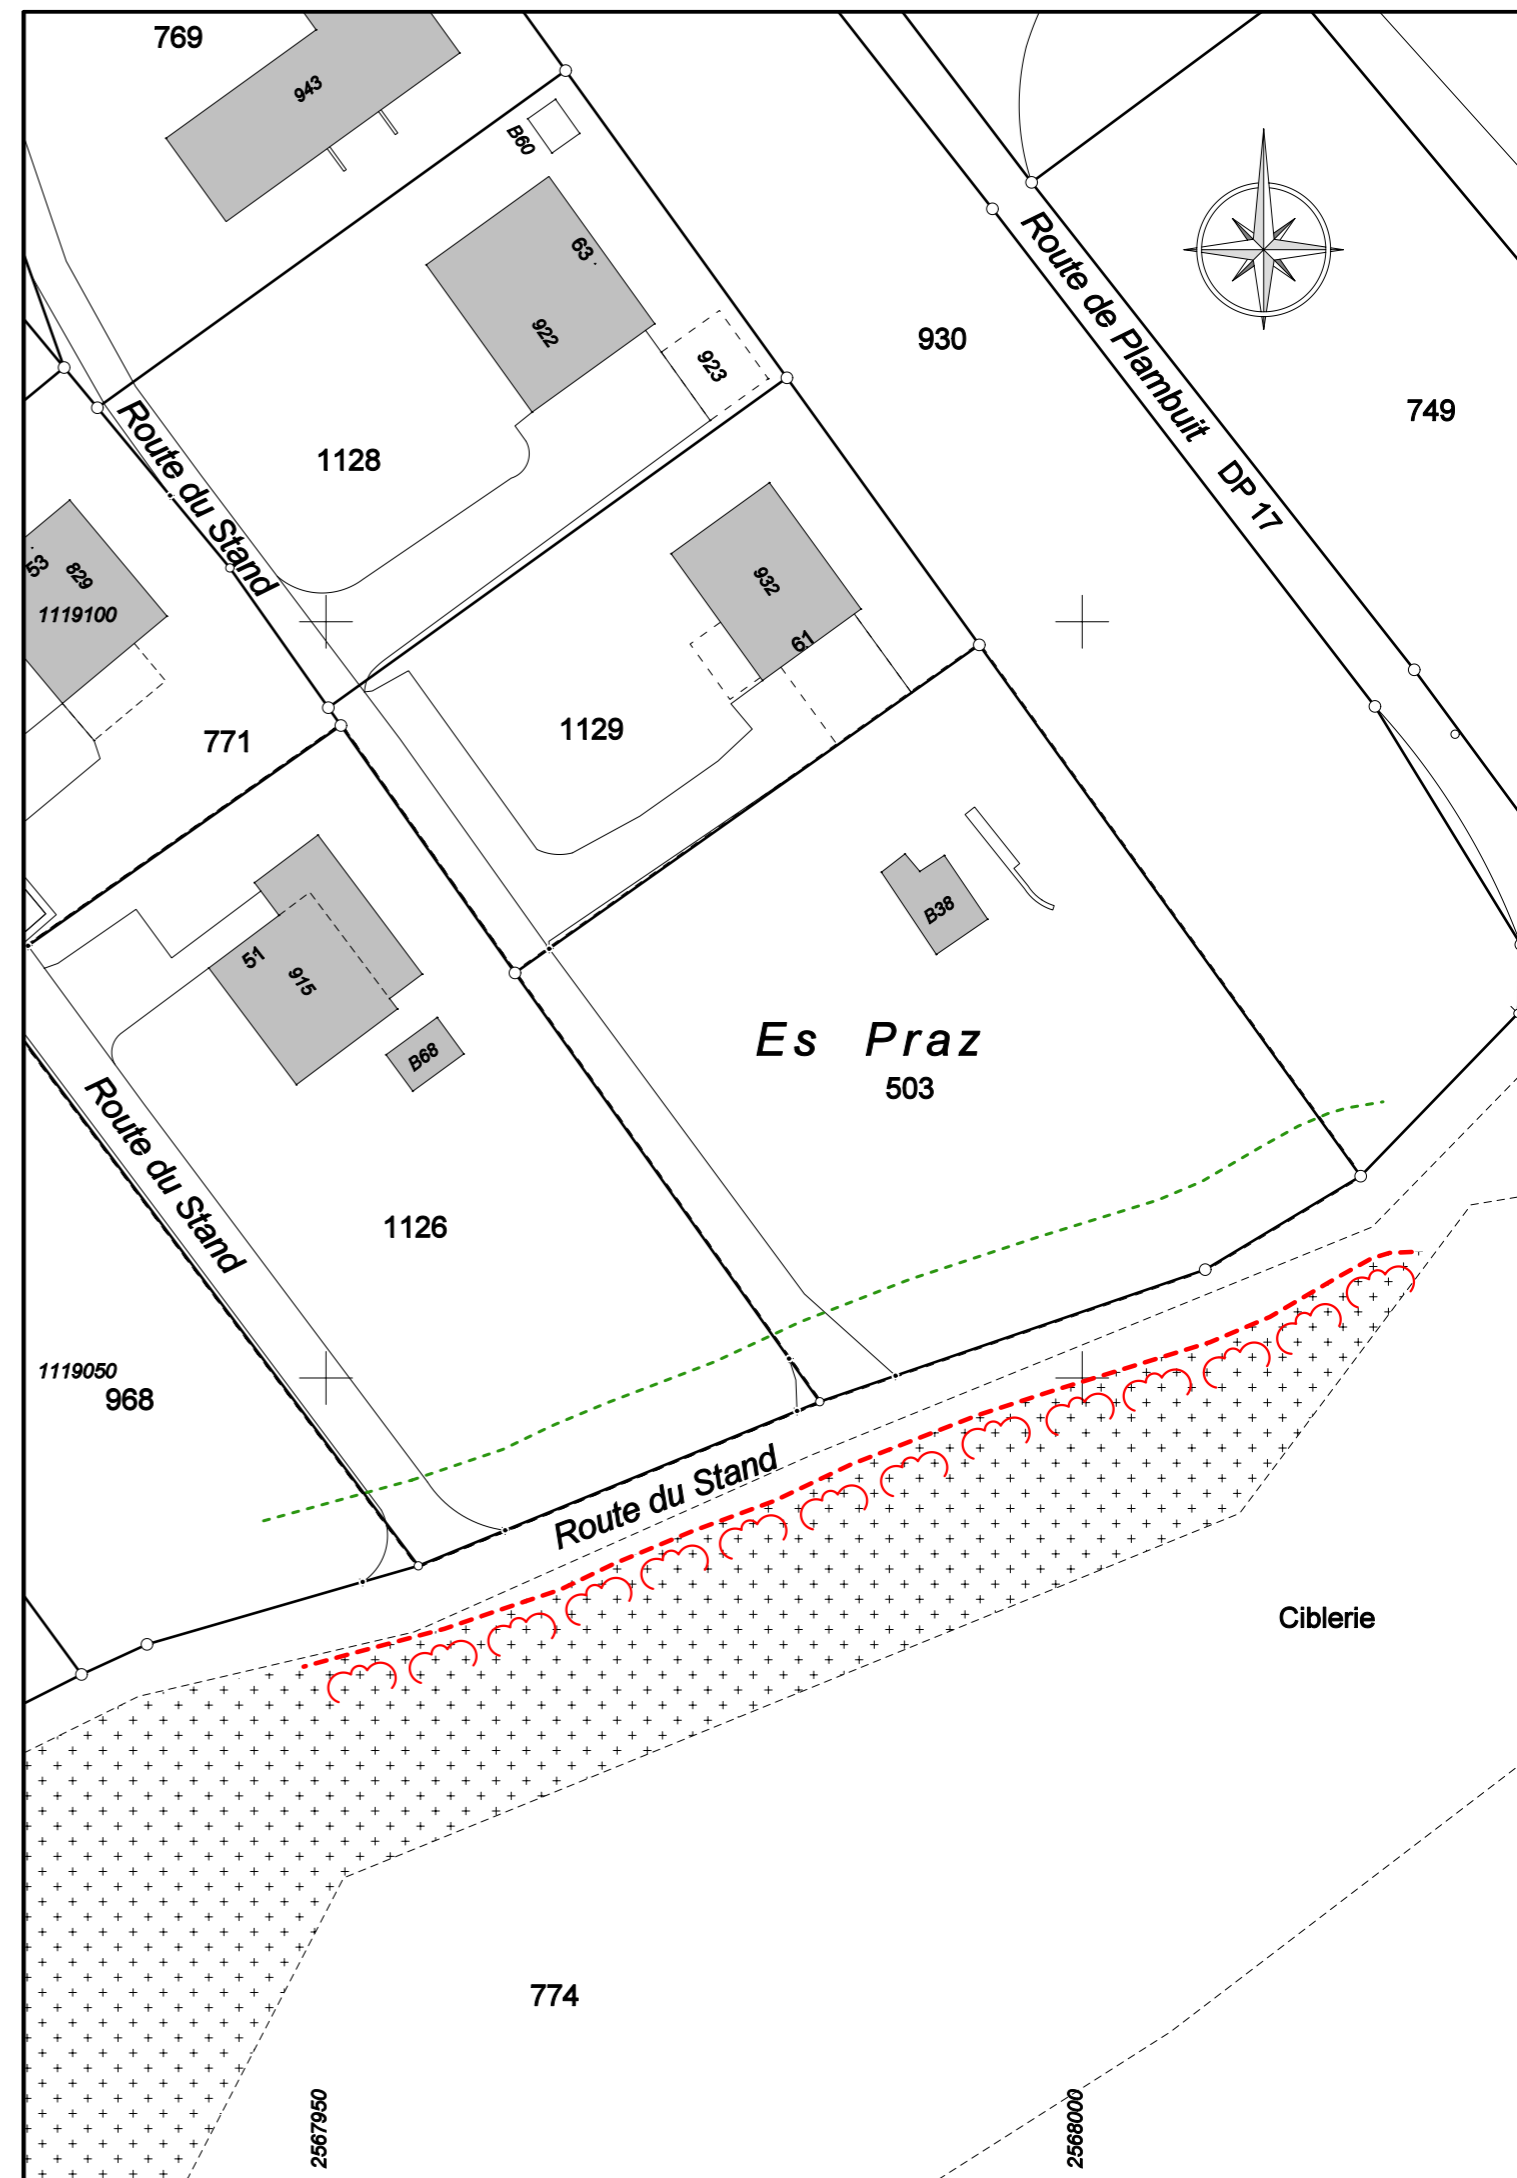 769
943
B60
63
922
923
930
Route de Plambuit DP 17
749
Route du Stand
1128
53
829
1119100
932
61
771
1129
51
915
B68
B38
Es Praz
503
Route du Stand
1126
1119050
968
Route du Stand
Ciblerie
774
2567950
2568000